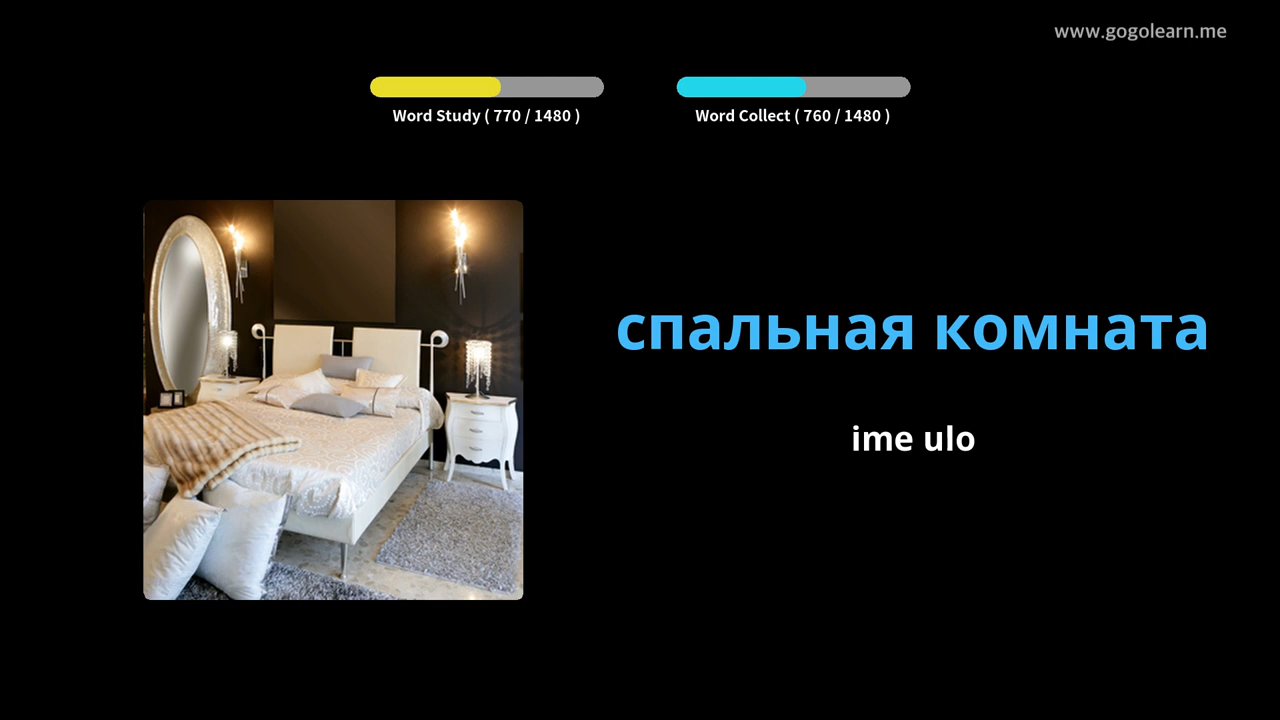 www.gogolearn.me
Word Study ( 770 / 1480 )
Word Collect ( 760 / 1480 )
спальная комната
ime ulo